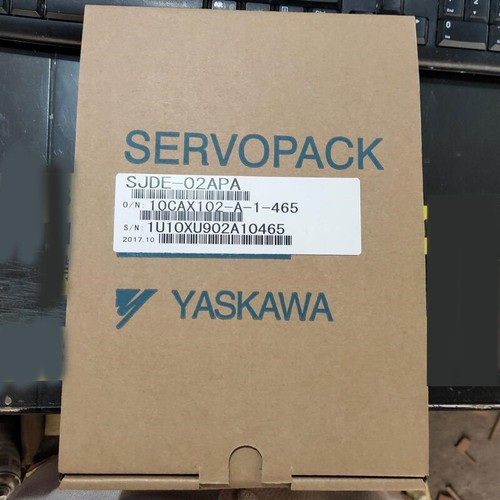 SERVOPACK
SJDE-02APA
O/N: 10CAX102-A-1-465
S/N: 1U10XU902A10465
2017.10
YASKAWA